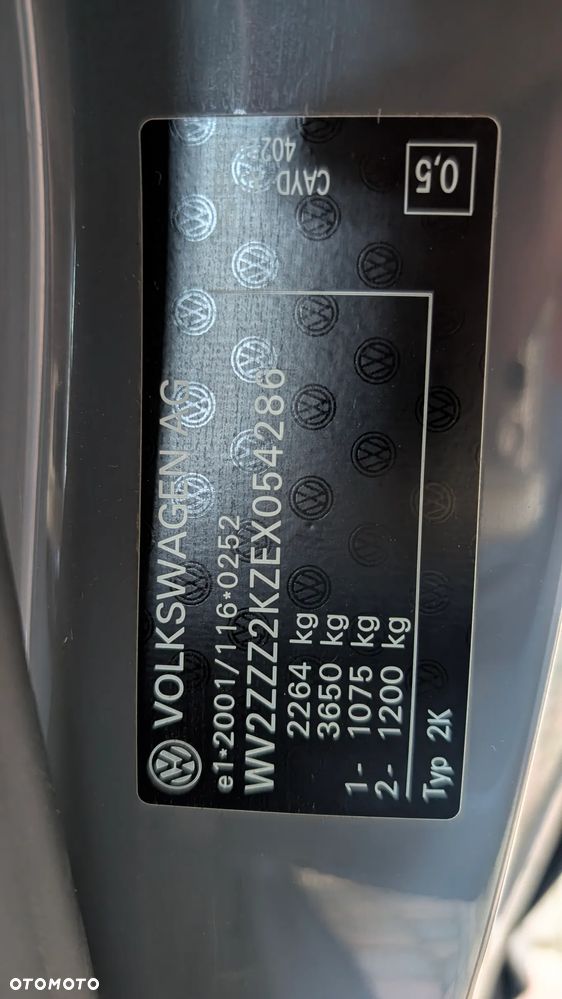 VOLKSWAGEN AG
e1*2001/116*0252
WV2ZZZ2KZEX054286
2264 kg
3650 kg
1- 1075 kg
2.- 1200 kg
Typ 2K
CAYD
0,5
OTOMOTO